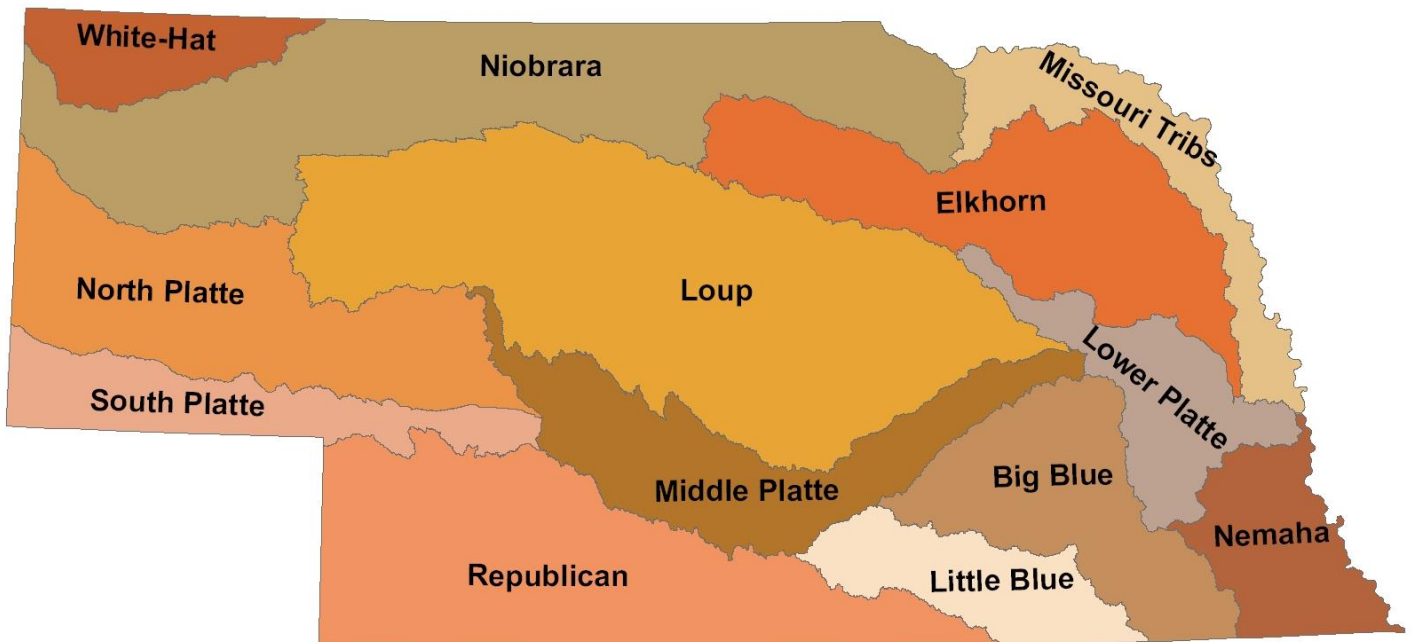 White-Hat
Niobrara
Missouri Tribs
Elkhorn
North Platte
Loup
South Platte
Lower Platte
Middle Platte
Big Blue
Nemaha
Republican
Little Blue